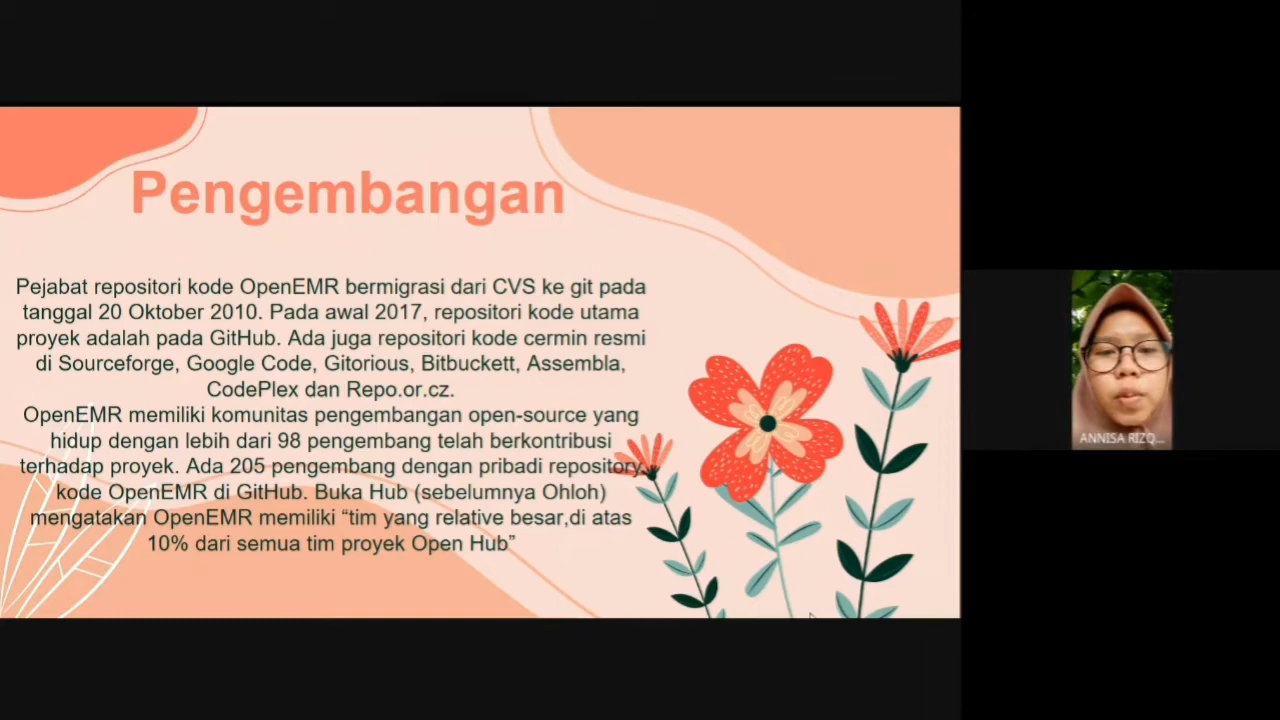 Pengembangan
Pejabat repositori kode OpenEMR bermigrasi dari CVS ke git pada
tanggal 20 Oktober 2010. Pada awal 2017, repositori kode utama
proyek adalah pada GitHub. Ada juga repositori kode cermin resmi
di Sourceforge, Google Code, Gitorious, Bitbuckett, Assembla,
CodePlex dan Repo.or.cz.
OpenEMR memiliki komunitas pengembangan open-source yang
hidup dengan lebih dari 98 pengembang telah berkontribusi
terhadap proyek. Ada 205 pengembang dengan pribadi repository
kode OpenEMR di GitHub. Buka Hub (sebelumnya Ohloh)
mengatakan OpenEMR memiliki “tim yang relative besar,di atas
10% dari semua tim proyek Open Hub”
ANNISA RIZQ...